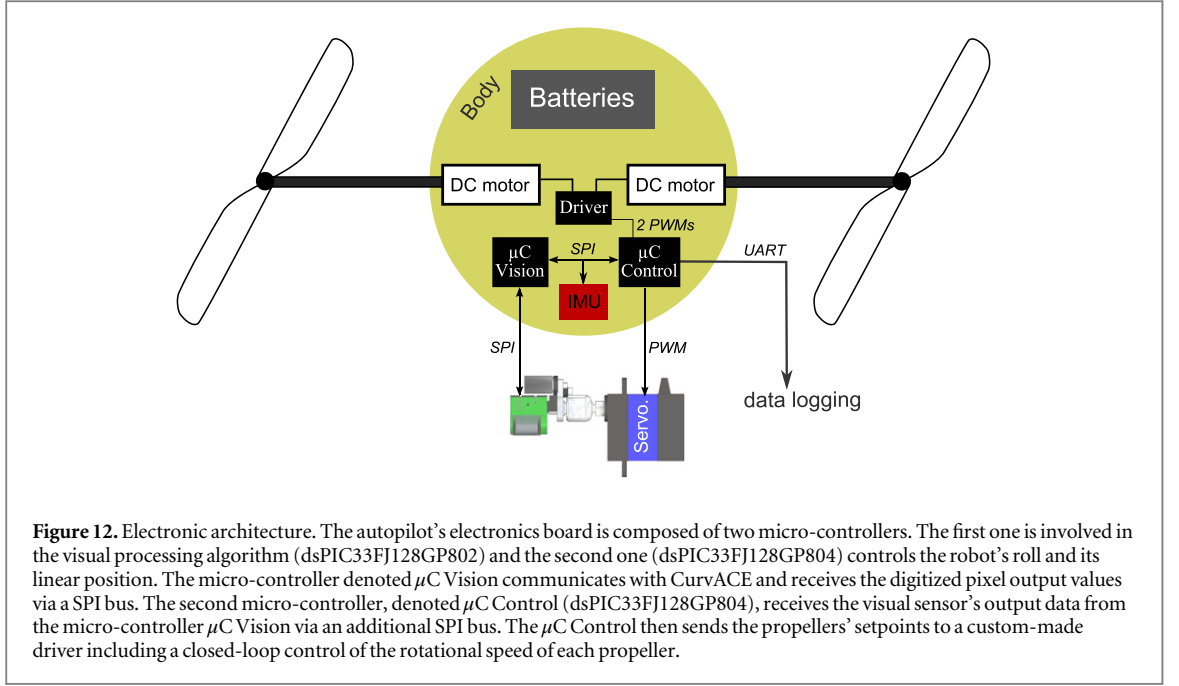 Body
Batteries
DC motor
DC motor
Driver
2 PWMs
µC
Vision
SPI
µC
Control
UART
IMU
SPI
PWM
Servo.
data logging
Figure 12. Electronic architecture. The autopilot's electronics board is composed of two micro-controllers. The first one is involved in
the visual processing algorithm (dsPIC33FJ128GP802) and the second one (dsPIC33FJ128GP804) controls the robot's roll and its
linear position. The micro-controller denoted µC Vision communicates with CurvACE and receives the digitized pixel output values
via a SPI bus. The second micro-controller, denoted µC Control (dsPIC33FJ128GP804), receives the visual sensor's output data from
the micro-controller µC Vision via an additional SPI bus. The µC Control then sends the propellers' setpoints to a custom-made
driver including a closed-loop control of the rotational speed of each propeller.